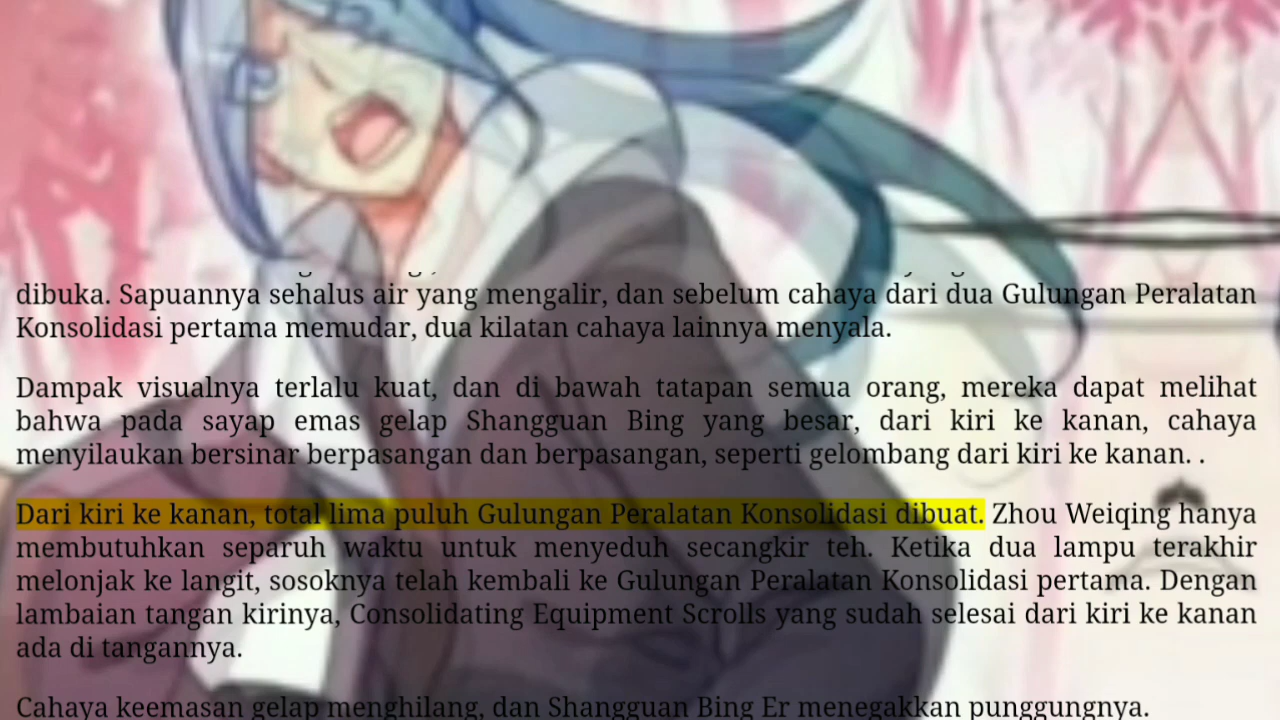 dibuka. Sapuannya sehalus air yang mengalir, dan sebelum cahaya dari dua Gulungan Peralatan
Konsolidasi pertama memudar, dua kilatan cahaya lainnya menyala.
Dampak visualnya terlalu kuat, dan di bawah tatapan semua orang, mereka dapat melihat
bahwa pada sayap emas gelap Shangguan Bing yang besar, dari kiri ke kanan, cahaya
menyilaukan bersinar berpasangan dan berpasangan, seperti gelombang dari kiri ke kanan. .
Dari kiri ke kanan, total lima puluh Gulungan Peralatan Konsolidasi dibuat. Zhou Weiqing hanya
membutuhkan separuh waktu untuk menyeduh secangkir teh. Ketika dua lampu terakhir
melonjak ke langit, sosoknya telah kembali ke Gulungan Peralatan Konsolidasi pertama. Dengan
lambaian tangan kirinya, Consolidating Equipment Scrolls yang sudah selesai dari kiri ke kanan
ada di tangannya.
Cahaya keemasan gelap menghilang, dan Shangguan Bing Er menegakkan punggungnya.